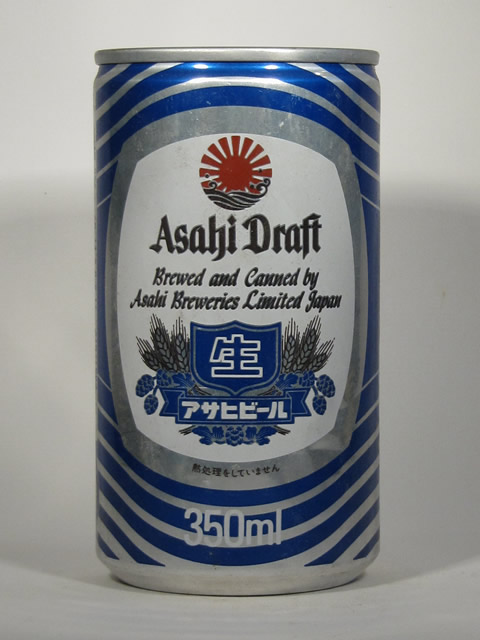 Asahi Draft
Brewed and Canned by
Asahi Breweries Limited Japan
生
アサヒビール
熱処理をしていません
350ml